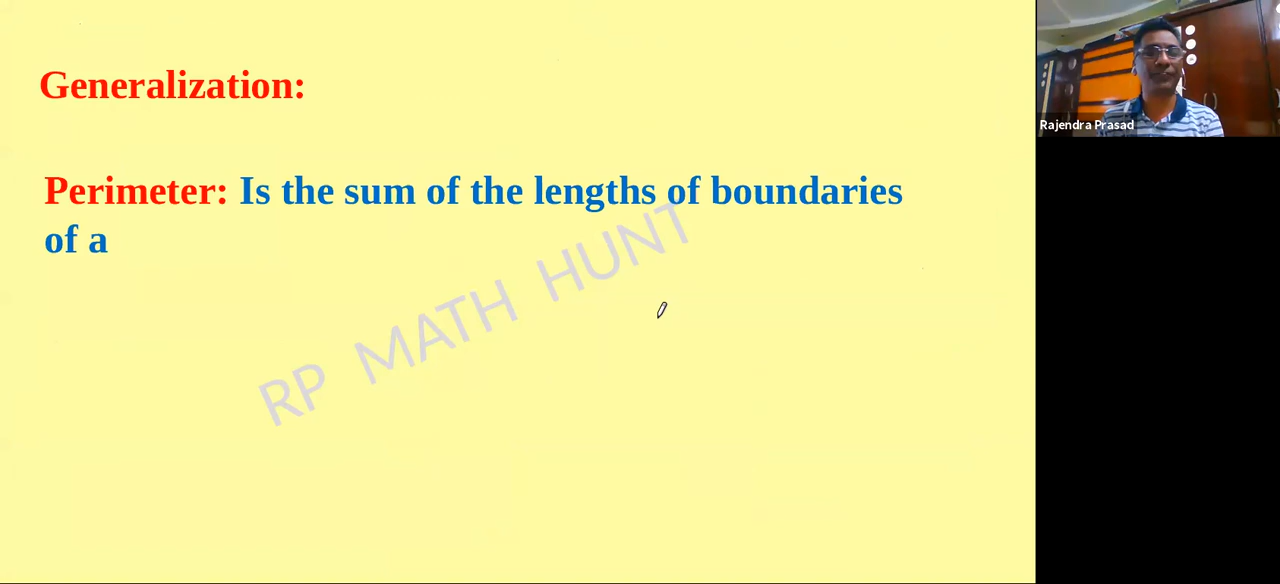 Generalization:
Perimeter: Is the sum of the lengths of boundaries
of a
RP MATH HUNT
Rajendra Prasad